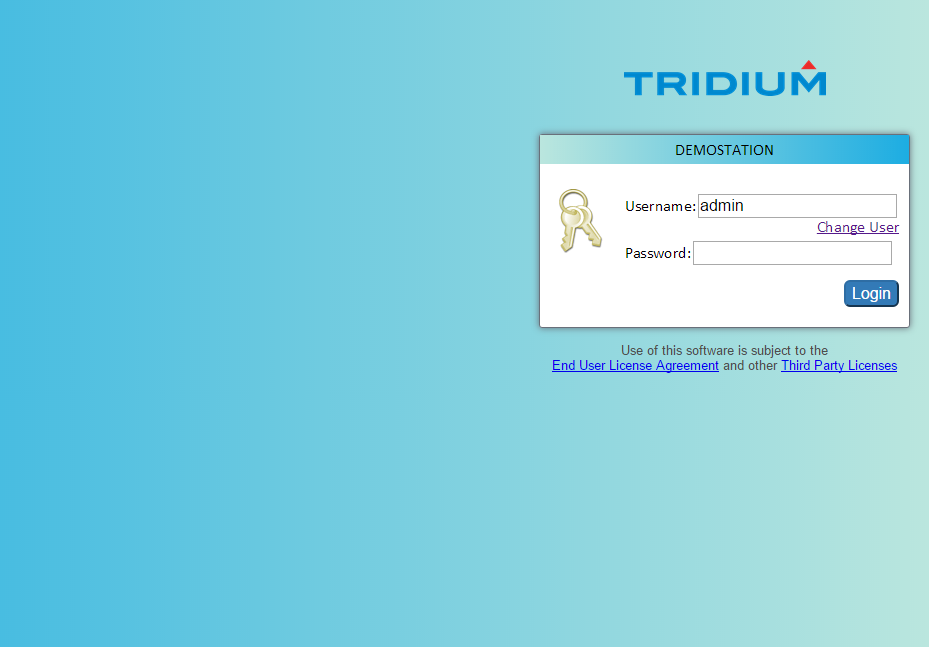 TRIDIUM
DEMOSTATION
Username: admin
Change User
Password:
Login
Use of this software is subject to the
End User License Agreement and other Third Party Licenses